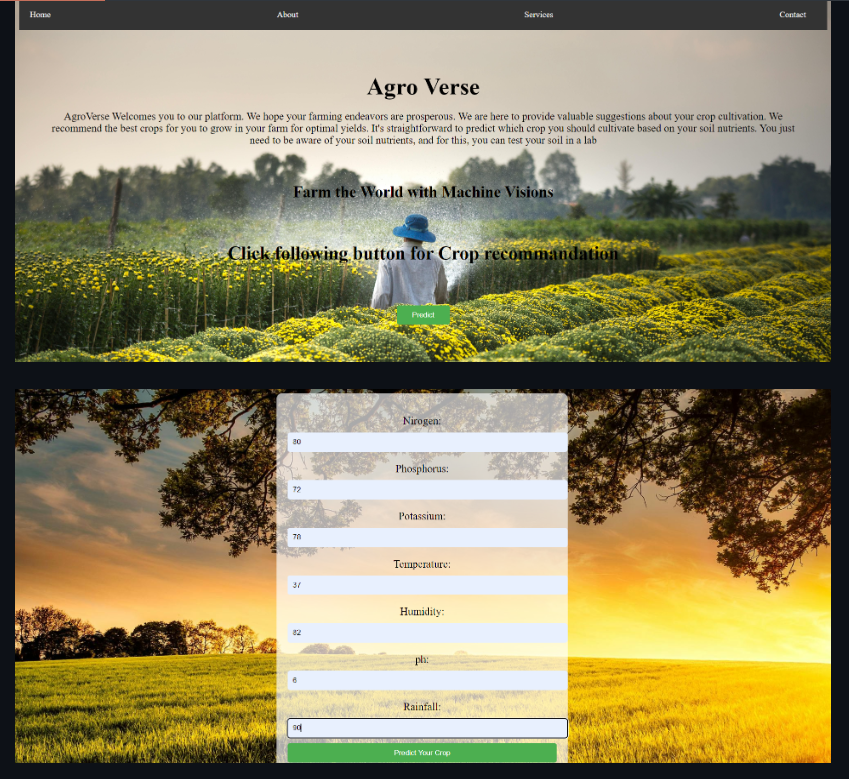 Home About Services Contact
Agro Verse
AgroVerse Welcomes you to our platform. We hope your farming endeavors are prosperous. We are here to provide valuable suggestions about your crop cultivation. We
recommend the best crops for you to grow in your farm for optimal yields. It's straightforward to predict which crop you should cultivate based on your soil nutrients. You just
need to be aware of your soil nutrients, and for this, you can test your soil in a lab
Farm the World with Machine Visions
Click following button for Crop recommandation
Predict
Nirogen:
80
Phosphorus:
72
Potassium:
78
Temperature:
37
Humidity:
82
ph:
6
Rainfall:
90
Predict Your Crop